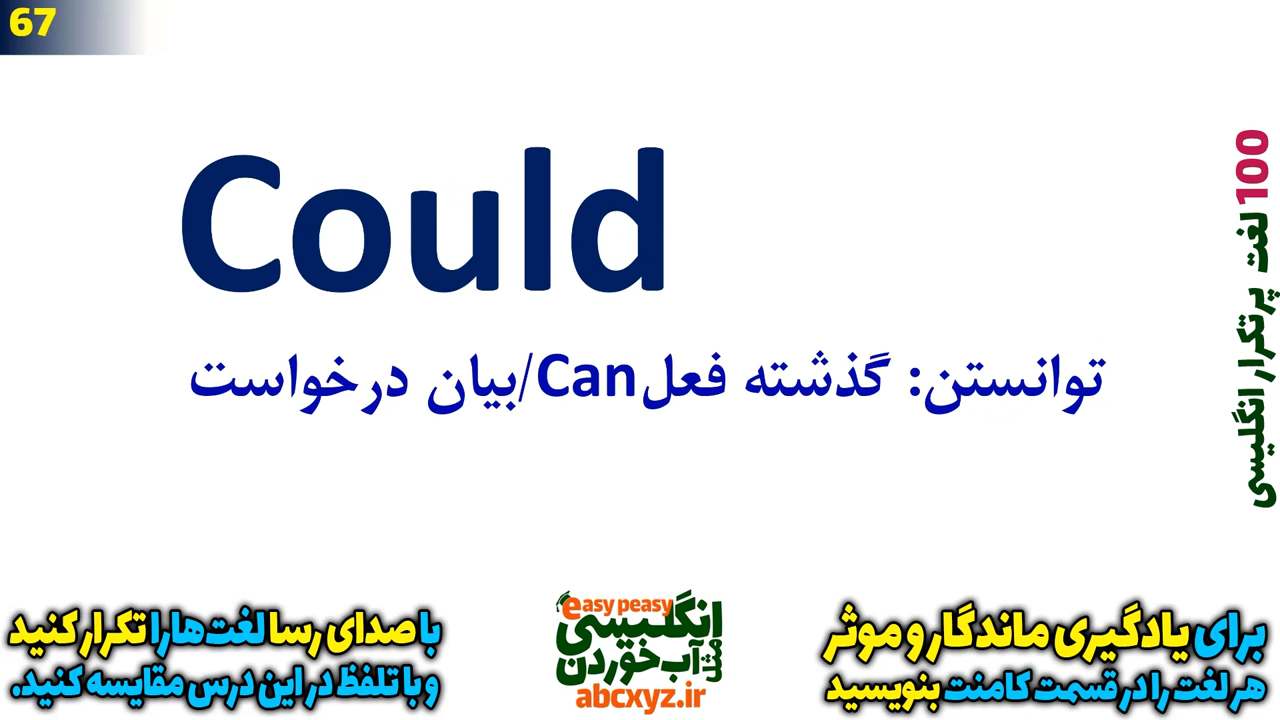 67
Could
توانستن: گذشته فعلCan/بیان درخواست
100 لغت پرتکرار انگلیسی
برای یادگیری ماندگار و موثر
هر لغت را در قسمت کامنت بنویسید
easy peasy
انگلیسی
مثل آب خوردن
abcxyz.ir
با صدای رسا لغت‌ها را تکرار کنید
و با تلفظ در این درس مقایسه کنید.